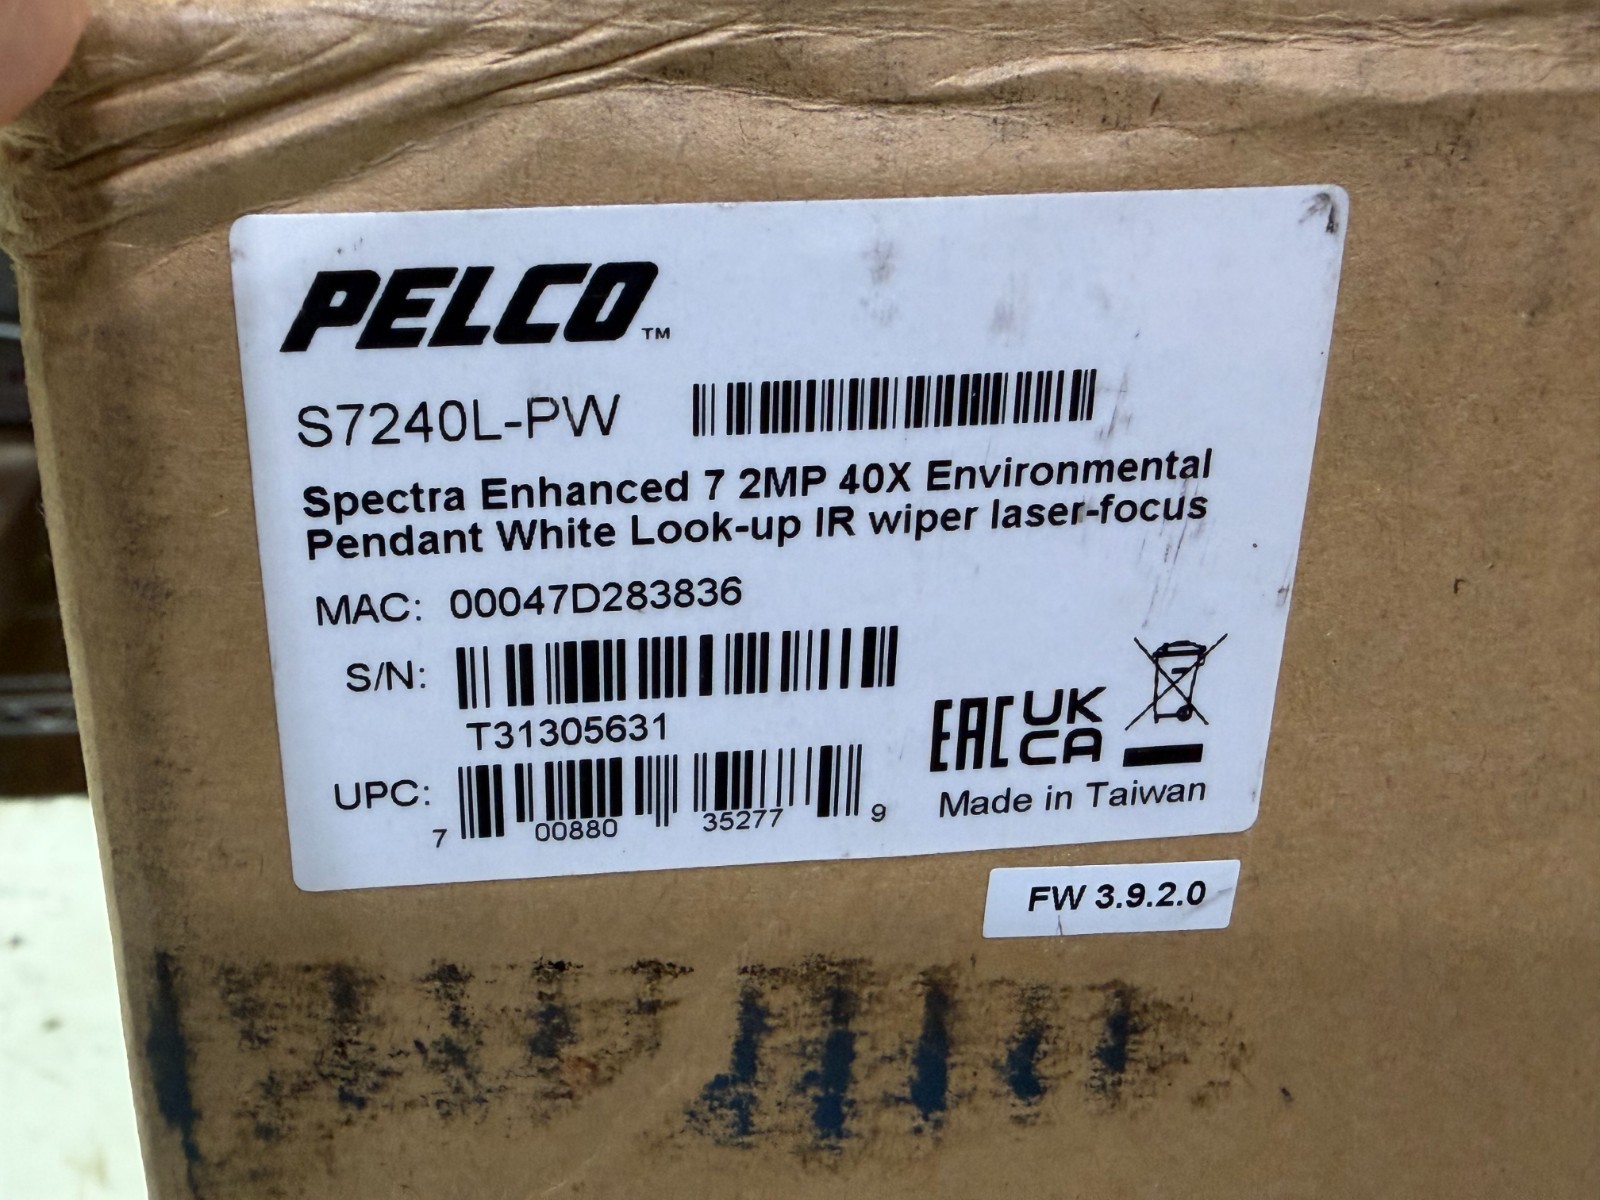 PELCO™
S7240L-PW
Spectra Enhanced 7 2MP 40X Environmental
Pendant White Look-up IR wiper laser-focus
MAC: 00047D283836
S/N:
T31305631
UPC:
7 00880 35277 9
EAC UK
CA
Made in Taiwan
FW 3.9.2.0